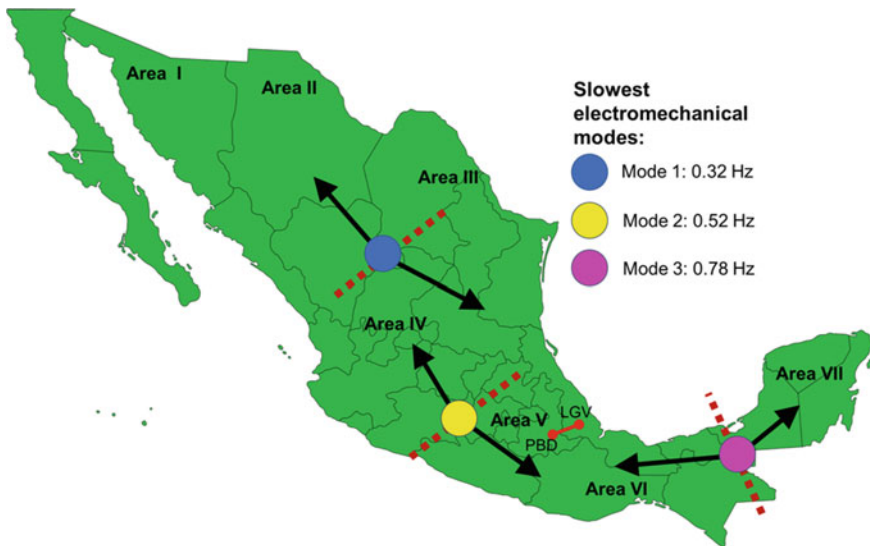 Area I
Area II
Area III
Slowest
electromechanical
modes:
Mode 1: 0.32 Hz
Mode 2: 0.52 Hz
Mode 3: 0.78 Hz
Area IV
Area VII
Area V
LGV
PBD
Area VI